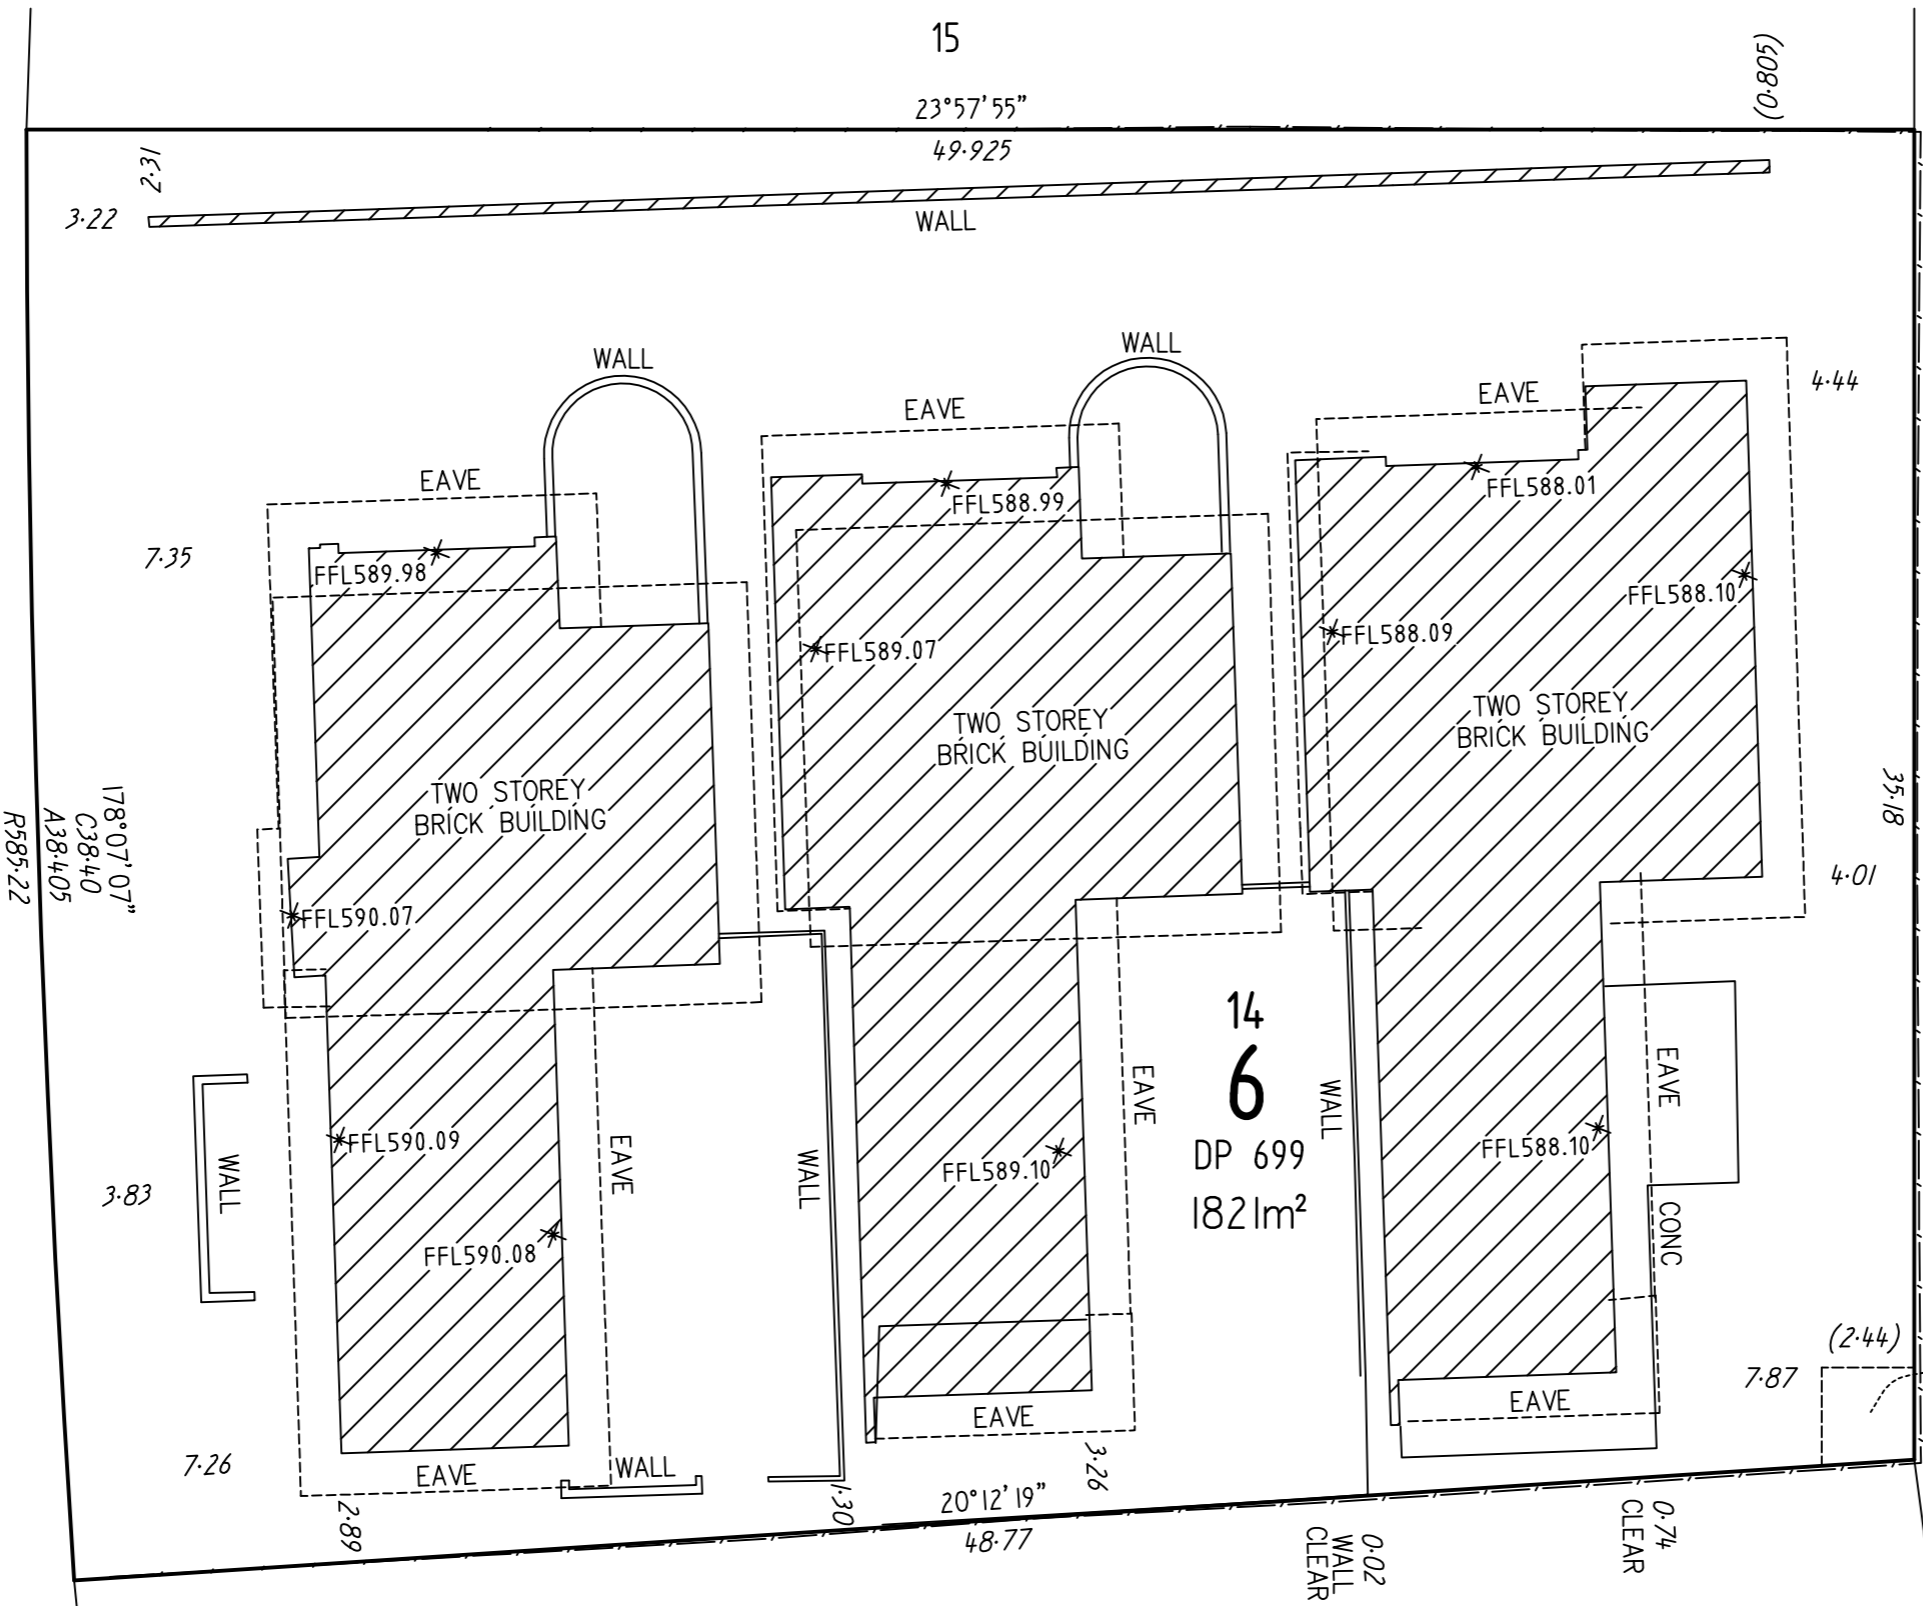 15
(0·805)
23°57'55"
49·925
2·31
3·22
WALL
WALL
WALL
EAVE
4·44
EAVE
EAVE
FFL588.01
FFL588.99
7·35
FFL589.98
FFL588.10
FFL588.09
FFL589.07
TWO STOREY
BRICK BUILDING
TWO STOREY
BRICK BUILDING
TWO STOREY
BRICK BUILDING
35·18
178°07'07"
C38·40
A38·405
R585·22
4·01
FFL590.07
14
6
DP 699
1821m²
EAVE
EAVE
WALL
FFL590.09
FFL588.10
EAVE
WALL
FFL589.10
WALL
3·83
CONC
FFL590.08
(2·44)
7·87
EAVE
EAVE
7·26
EAVE
WALL
3·26
1·30
20°12'19"
2·89
48·77
0·74
CLEAR
0·02
WALL
CLEAR